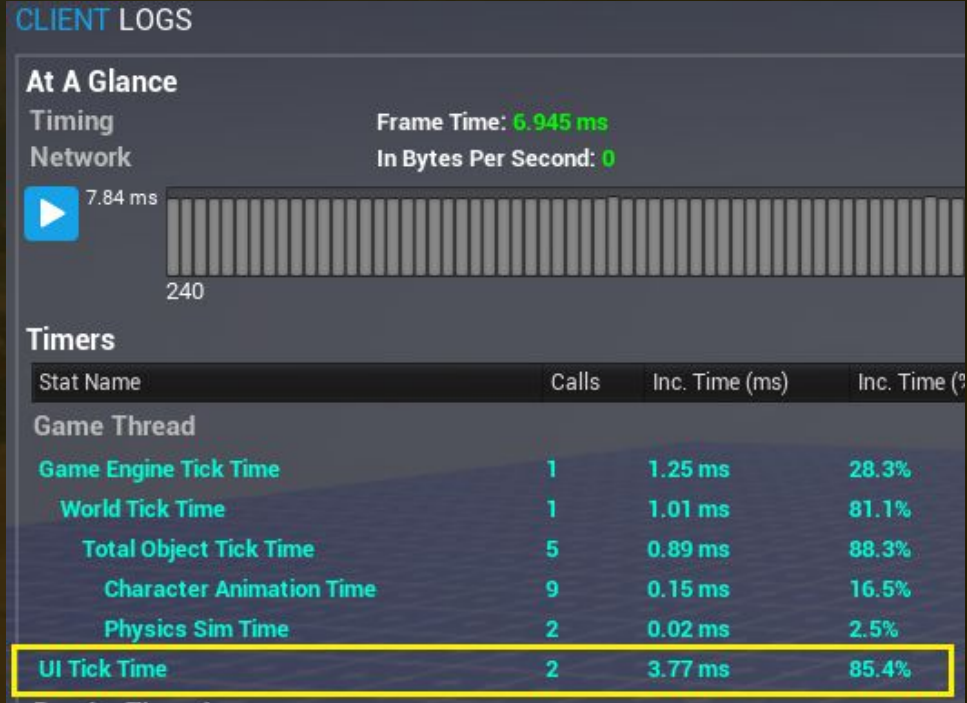 CLIENT LOGS
At A Glance
Timing
Frame Time: 6.945 ms
Network
In Bytes Per Second: 0
7.84 ms
240
Timers
Stat Name Calls Inc. Time (ms) Inc. Time (%
Game Thread
Game Engine Tick Time 1 1.25 ms 28.3%
World Tick Time 1 1.01 ms 81.1%
Total Object Tick Time 5 0.89 ms 88.3%
Character Animation Time 9 0.15 ms 16.5%
Physics Sim Time 2 0.02 ms 2.5%
UI Tick Time 2 3.77 ms 85.4%